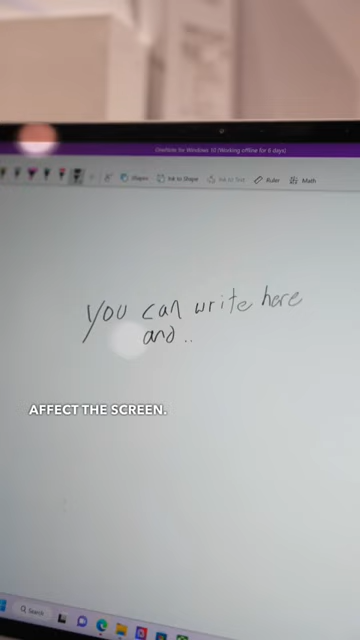 OneNote for Windows 10 (Working offline for 6 days)
Shapes Ink to Shape Ink to Text Ruler Math
you can write here
and ..
AFFECT THE SCREEN.
Search